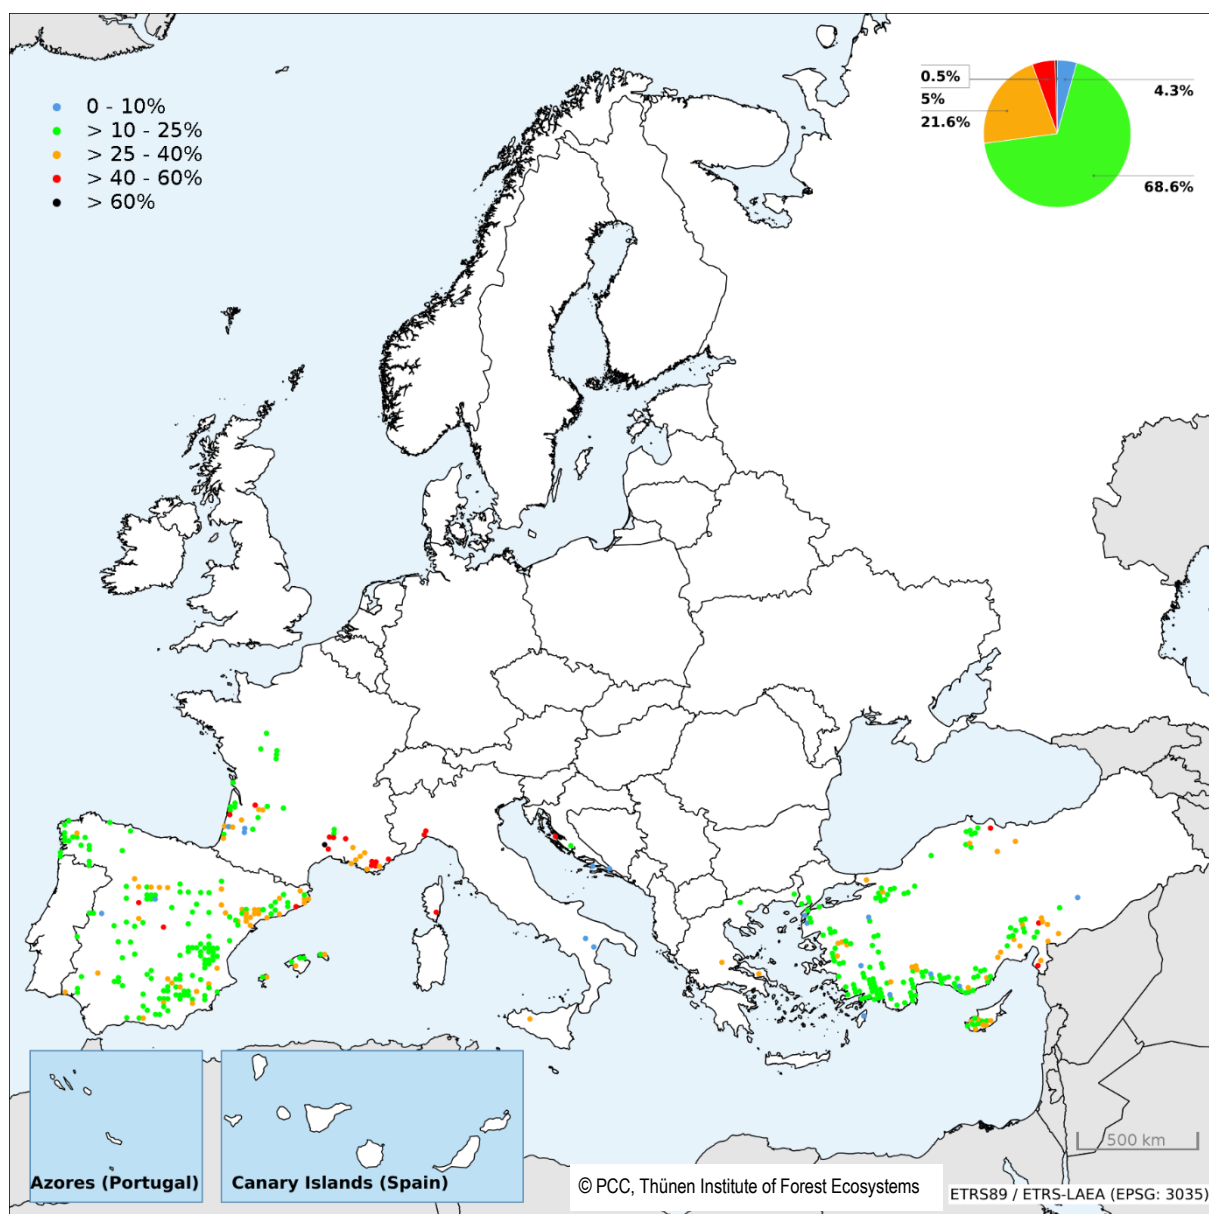 0 - 10%
> 10 - 25%
> 25 - 40%
> 40 - 60%
> 60%
0.5%
5%
21.6%
4.3%
68.6%
500 km
Azores (Portugal)
Canary Islands (Spain)
© PCC, Thünen Institute of Forest Ecosystems
ETRS89 / ETRS-LAEA (EPSG: 3035)